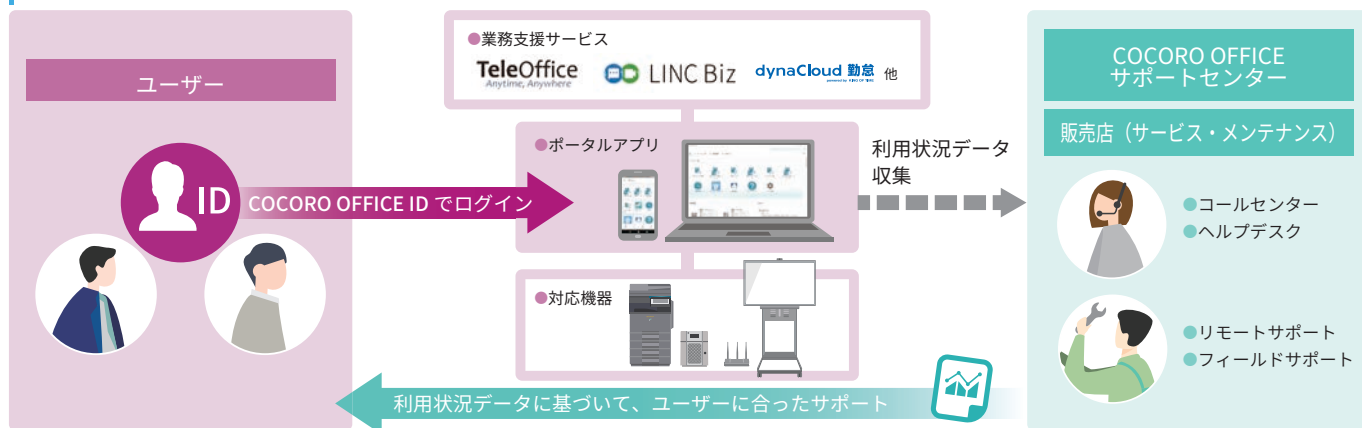 ユーザー
ID
COCORO OFFICE ID でログイン
●業務支援サービス
TeleOffice
Anytime, Anywhere
LINC Biz
dynaCloud 勤怠
powered by KING OF TIME
他
●ポータルアプリ
●対応機器
利用状況データ
収集
COCORO OFFICE
サポートセンター
販売店（サービス・メンテナンス）
●コールセンター
●ヘルプデスク
●リモートサポート
●フィールドサポート
利用状況データに基づいて、ユーザーに合ったサポート